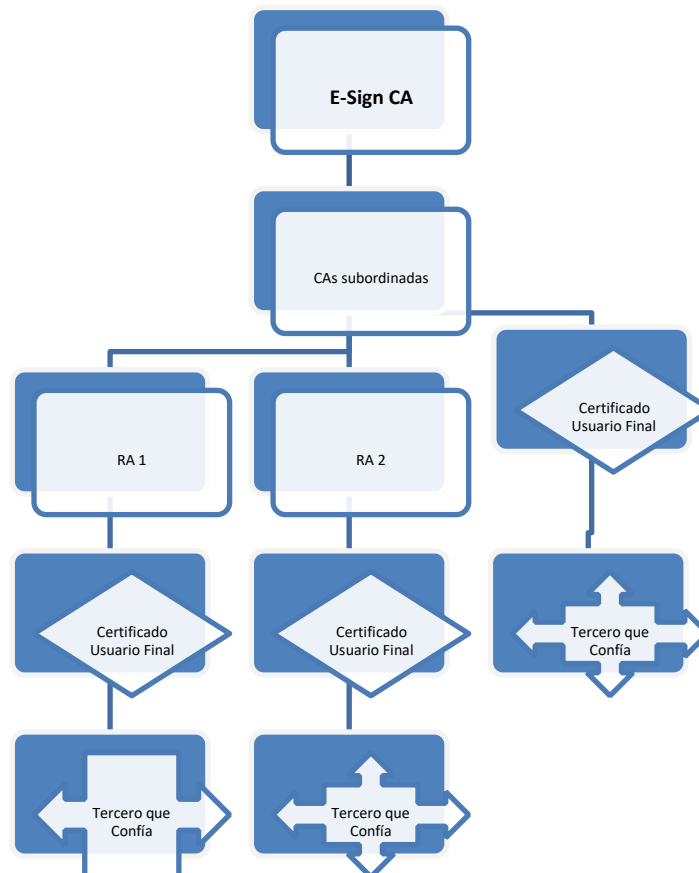 E-Sign CA
CAs subordinadas
Certificado
Usuario Final
RA 1
RA 2
Certificado
Usuario Final
Certificado
Usuario Final
Tercero que
Confía
Tercero que
Confía
Tercero que
Confía